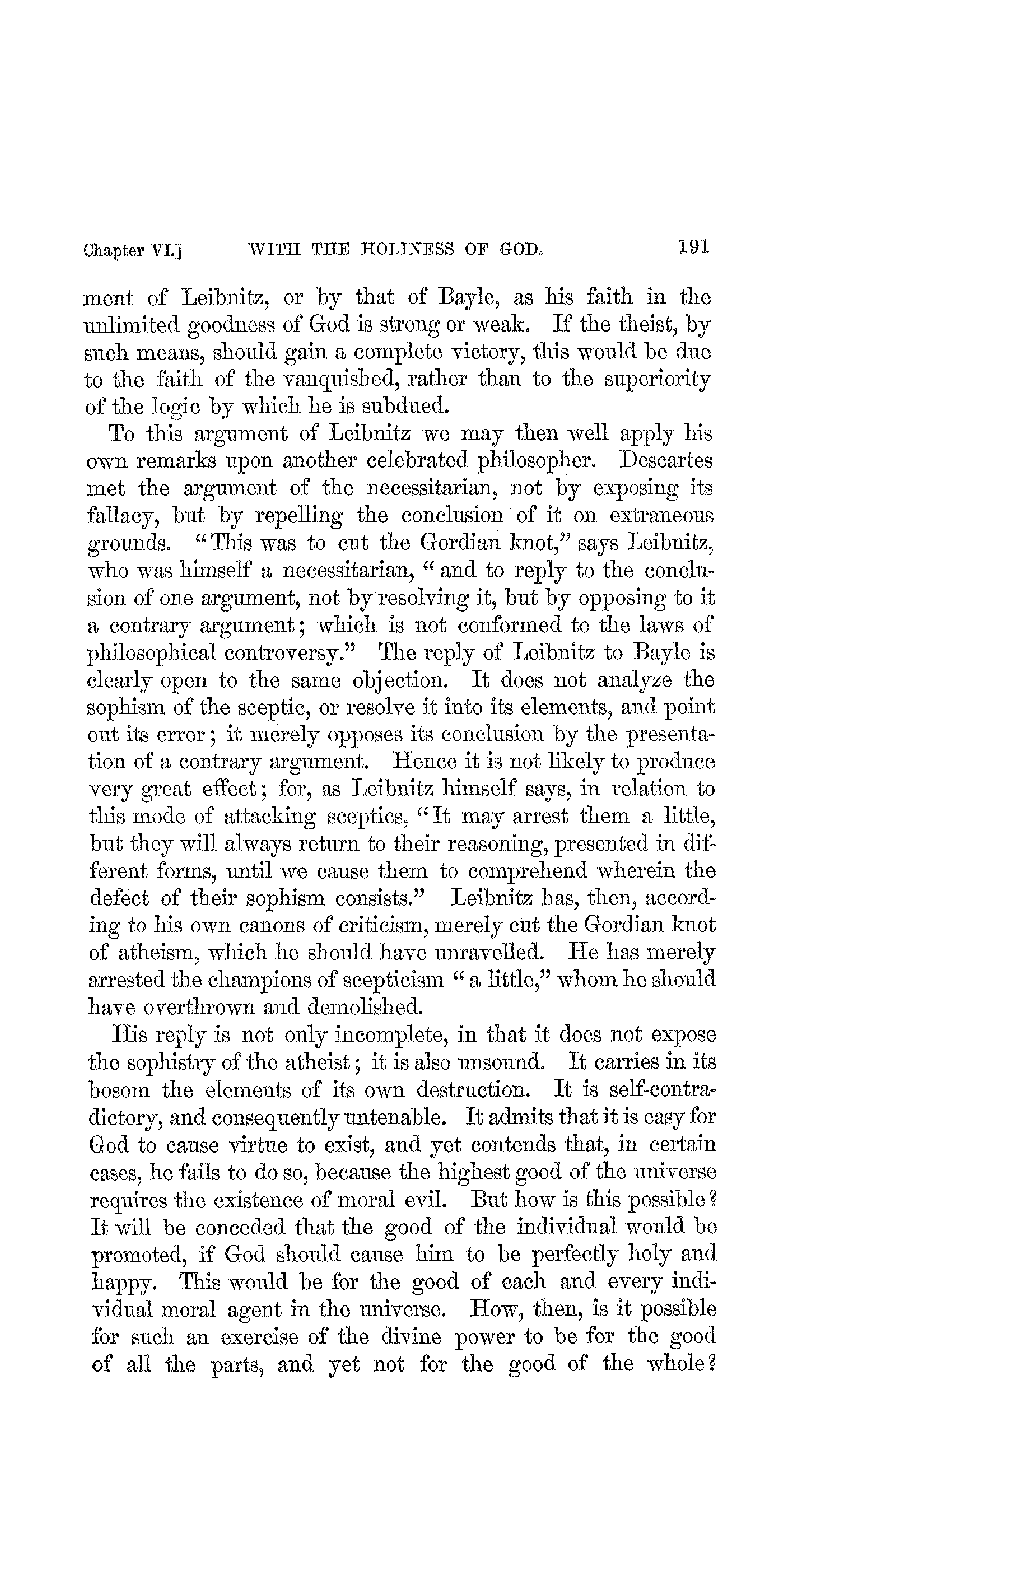 Chapter VI.]	WITH THE HOLINESS OF GOD.	191
ment of Leibnitz, or by that of Bayle, as his faith in the
unlimited goodness of God is strong or weak. If the theist, by
such means, should gain a complete victory, this would be due
to the faith of the vanquished, rather than to the superiority
of the logic by which he is subdued.
To this argument of Leibnitz we may then well apply his
own remarks upon another celebrated philosopher. Descartes
met the argument of the necessitarian, not by exposing its
fallacy, but by repelling the conclusion of it on extraneous
grounds. “This was to cut the Gordian knot,” says Leibnitz,
who was himself a necessitarian, “and to reply to the conclu-
sion of one argument, not by resolving it, but by opposing to it
a contrary argument; which is not conformed to the laws of
philosophical controversy.” The reply of Leibnitz to Bayle is
clearly open to the same objection. It does not analyze the
sophism of the sceptic, or resolve it into its elements, and point
out its error; it merely opposes its conclusion by the presenta-
tion of a contrary argument. Hence it is not likely to produce
very great effect; for, as Leibnitz himself says, in relation to
this mode of attacking sceptics, “It may arrest them a little,
but they will always return to their reasoning, presented in dif-
ferent forms, until we cause them to comprehend wherein the
defect of their sophism consists.” Leibnitz has, then, accord-
ing to his own canons of criticism, merely cut the Gordian knot
of atheism, which he should have unravelled. He has merely
arrested the champions of scepticism “a little,” whom he should
have overthrown and demolished.
His reply is not only incomplete, in that it does not expose
the sophistry of the atheist; it is also unsound. It carries in its
bosom the elements of its own destruction. It is self-contra-
dictory, and consequently untenable. It admits that it is easy for
God to cause virtue to exist, and yet contends that, in certain
cases, he fails to do so, because the highest good of the universe
requires the existence of moral evil. But how is this possible?
It will be conceded that the good of the individual would be
promoted, if God should cause him to be perfectly holy and
happy. This would be for the good of each and every indi-
vidual moral agent in the universe. How, then, is it possible
for such an exercise of the divine power to be for the good
of all the parts, and yet not for the good of the whole?